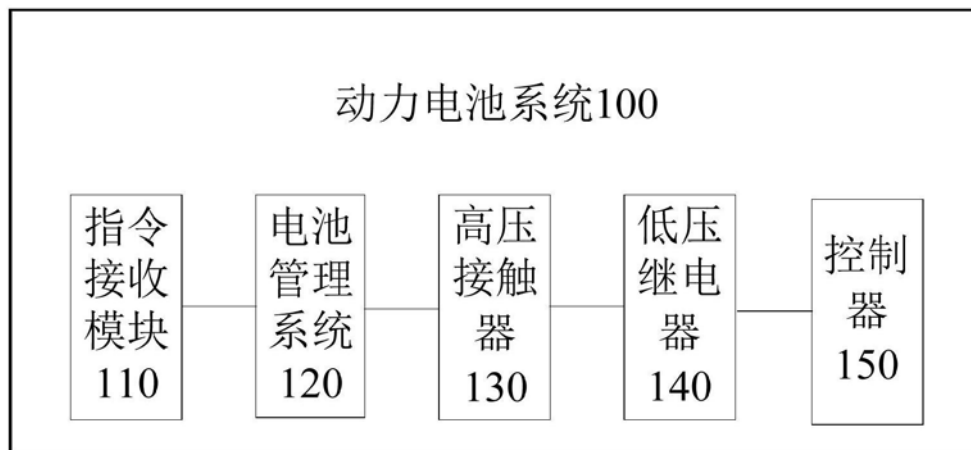 动力电池系统100
指令
接收
模块
110
电池
管理
系统
120
高压
接触
器
130
低压
继电
器
140
控制
器
150